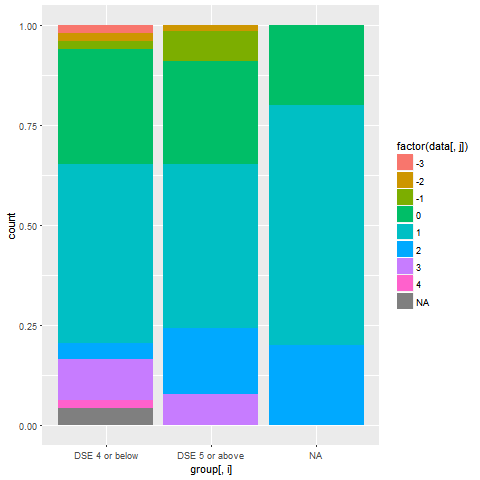 1.00
0.75
0.50
0.25
0.00
count
DSE 4 or below
DSE 5 or above
NA
group[, i]
factor(data[, j])
-3
-2
-1
0
1
2
3
4
NA